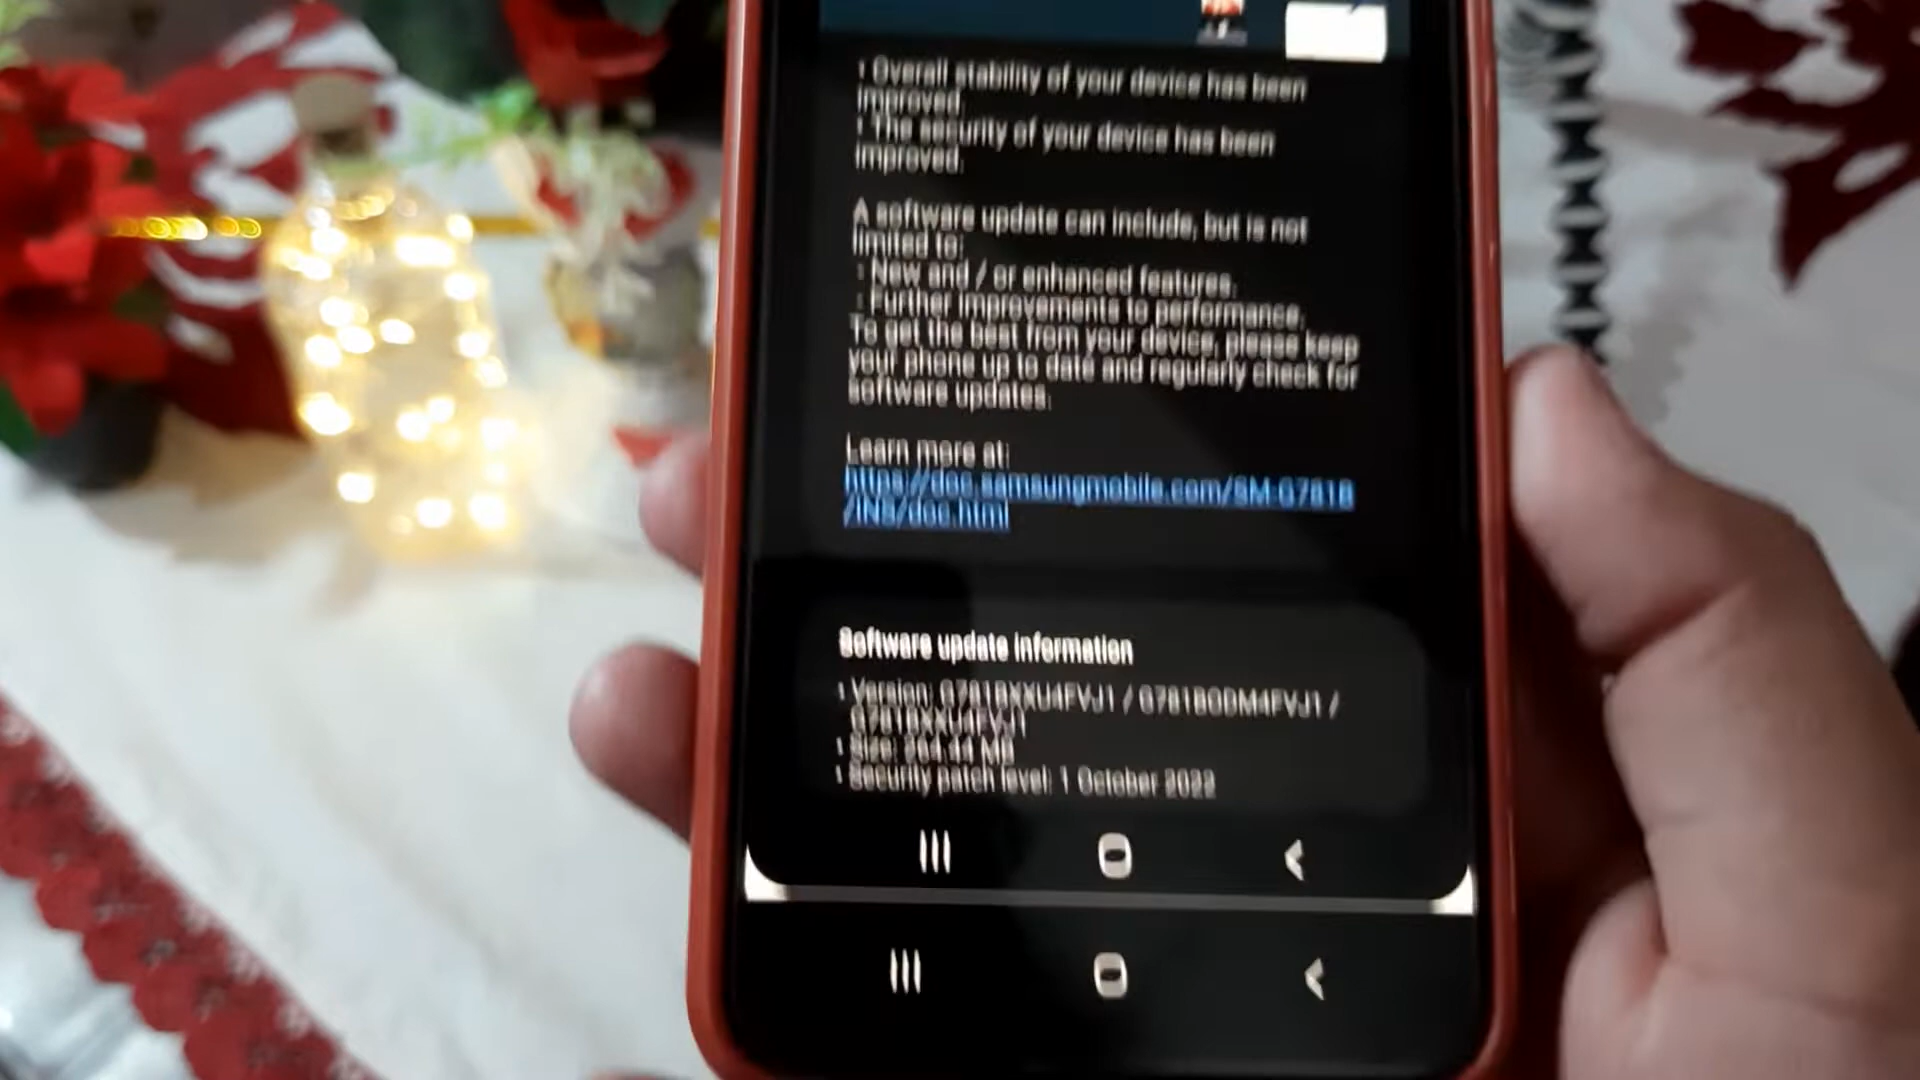 • Overall stability of your device has been
improved.
• The security of your device has been
improved.
A software update can include, but is not
limited to:
· New and / or enhanced features.
· Further improvements to performance.
To get the best from your device, please keep
your phone up to date and regularly check for
software updates.
Learn more at:
https://doc.samsungmobile.com/SM-G781B
/INS/doc.html
Software update information
• Version: G781BXXU4FVJ1 / G781BODM4FVJ1 /
G781BXXU4FVJ1
• Size: MB
• Security patch level: 1 October 2022